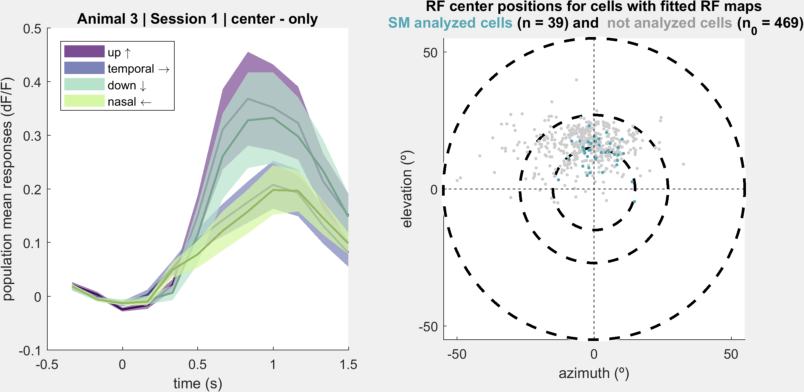 Animal 3 | Session 1 | center - only
up ↑
temporal →
down ↓
nasal ←
population mean responses (dF/F)
0.5
0.4
0.3
0.2
0.1
0
-0.1
-0.5
0
0.5
1
1.5
time (s)
RF center positions for cells with fitted RF maps
SM analyzed cells (n = 39) and not analyzed cells (n0 = 469)
elevation (º)
50
0
-50
-50
0
50
azimuth (º)